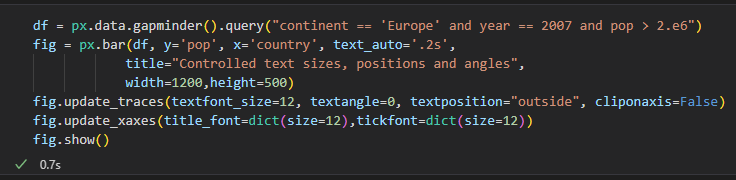 df = px.data.gapminder().query("continent == 'Europe' and year == 2007 and pop > 2.e6")
fig = px.bar(df, y='pop', x='country', text_auto='.2s',
title="Controlled text sizes, positions and angles",
width=1200,height=500)
fig.update_traces(textfont_size=12, textangle=0, textposition="outside", cliponaxis=False)
fig.update_xaxes(title_font=dict(size=12),tickfont=dict(size=12))
fig.show()
0.7s